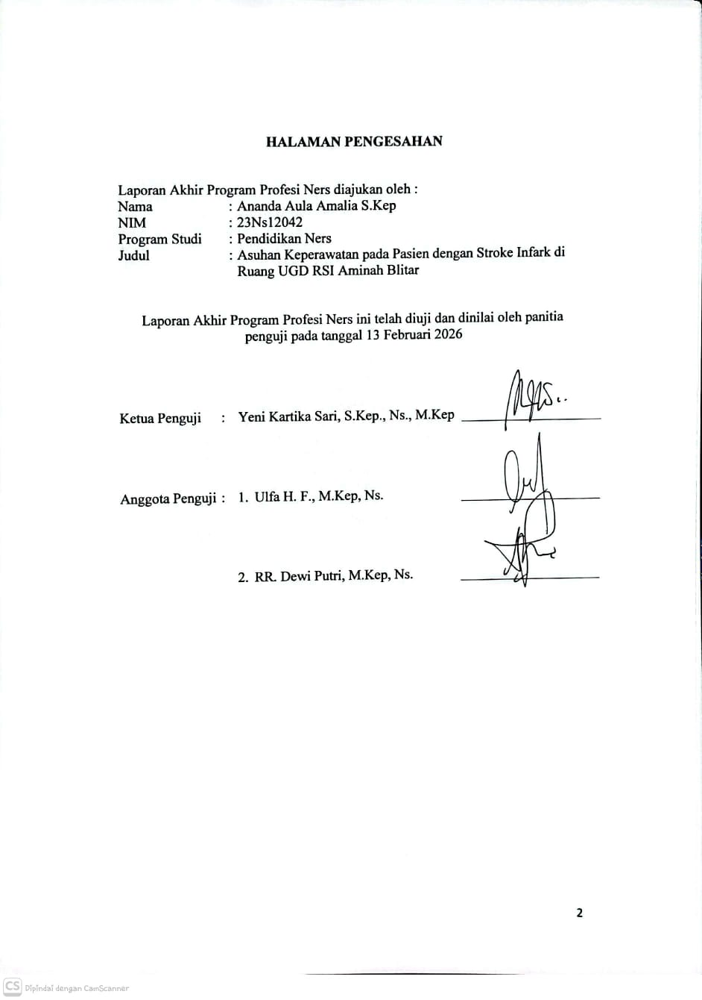 HALAMAN PENGESAHAN
Laporan Akhir Program Profesi Ners diajukan oleh :
Nama : Ananda Aula Amalia S.Kep
NIM : 23Ns12042
Program Studi : Pendidikan Ners
Judul : Asuhan Keperawatan pada Pasien dengan Stroke Infark di
Ruang UGD RSI Aminah Blitar
Laporan Akhir Program Profesi Ners ini telah diuji dan dinilai oleh panitia
penguji pada tanggal 13 Februari 2026
Ketua Penguji : Yeni Kartika Sari, S.Kep., Ns., M.Kep
Anggota Penguji : 1. Ulfa H. F., M.Kep, Ns.
2. RR. Dewi Putri, M.Kep, Ns.
2
CS Dipindai dengan CamScanner